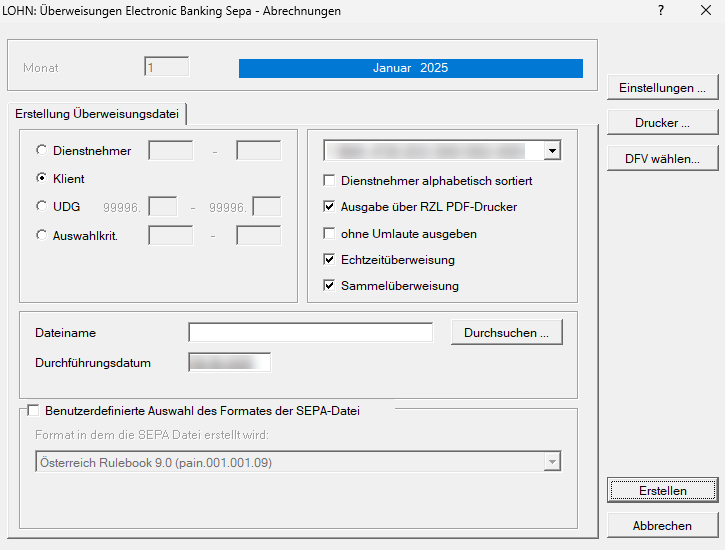 LOHN: Überweisungen Electronic Banking Sepa - Abrechnungen
Monat 1 Januar 2025
Einstellungen ...
Drucker ...
DFV wählen...
Erstellung Überweisungsdatei
Dienstnehmer -
Klient
UDG 99996. - 99996.
Auswahlkrit. -
Dienstnehmer alphabetisch sortiert
Ausgabe über RZL PDF-Drucker
ohne Umlaute ausgeben
Echtzeitüberweisung
Sammelüberweisung
Dateiname Durchsuchen ...
Durchführungsdatum
Benutzerdefinierte Auswahl des Formates der SEPA-Datei
Format in dem die SEPA Datei erstellt wird:
Österreich Rulebook 9.0 (pain.001.001.09)
Erstellen
Abbrechen